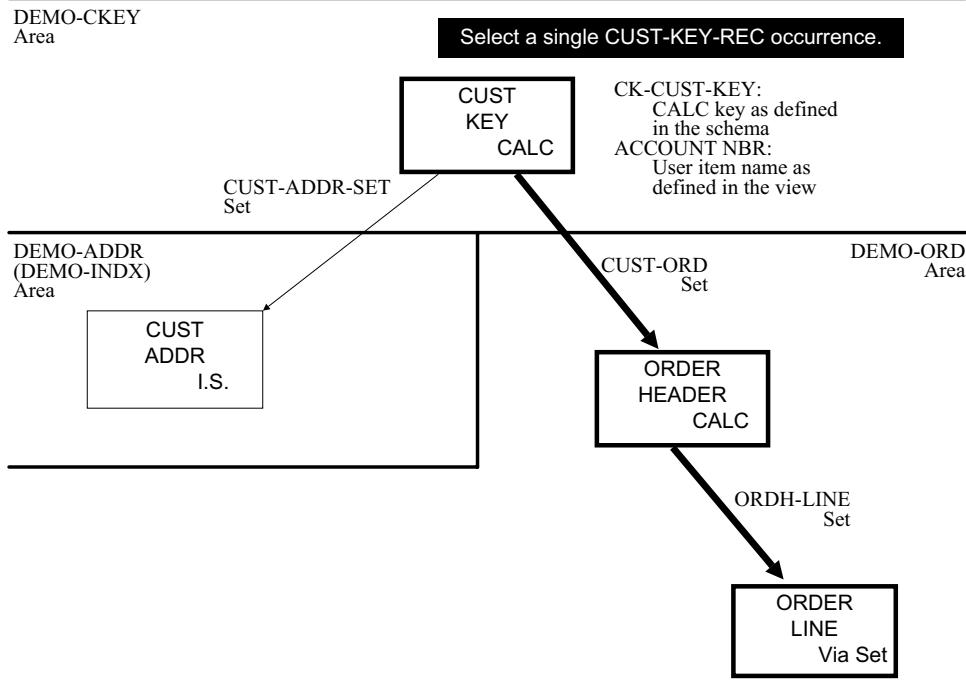 DEMO-CKEY
Area
Select a single CUST-KEY-REC occurrence.
CUST
KEY
CALC
CK-CUST-KEY:
CALC key as defined
in the schema
ACCOUNT NBR:
User item name as
defined in the view
CUST-ADDR-SET
Set
DEMO-ADDR
(DEMO-INDX)
Area
CUST-ORD
Set
DEMO-ORD
Area
CUST
ADDR
I.S.
ORDER
HEADER
CALC
ORDH-LINE
Set
ORDER
LINE
Via Set